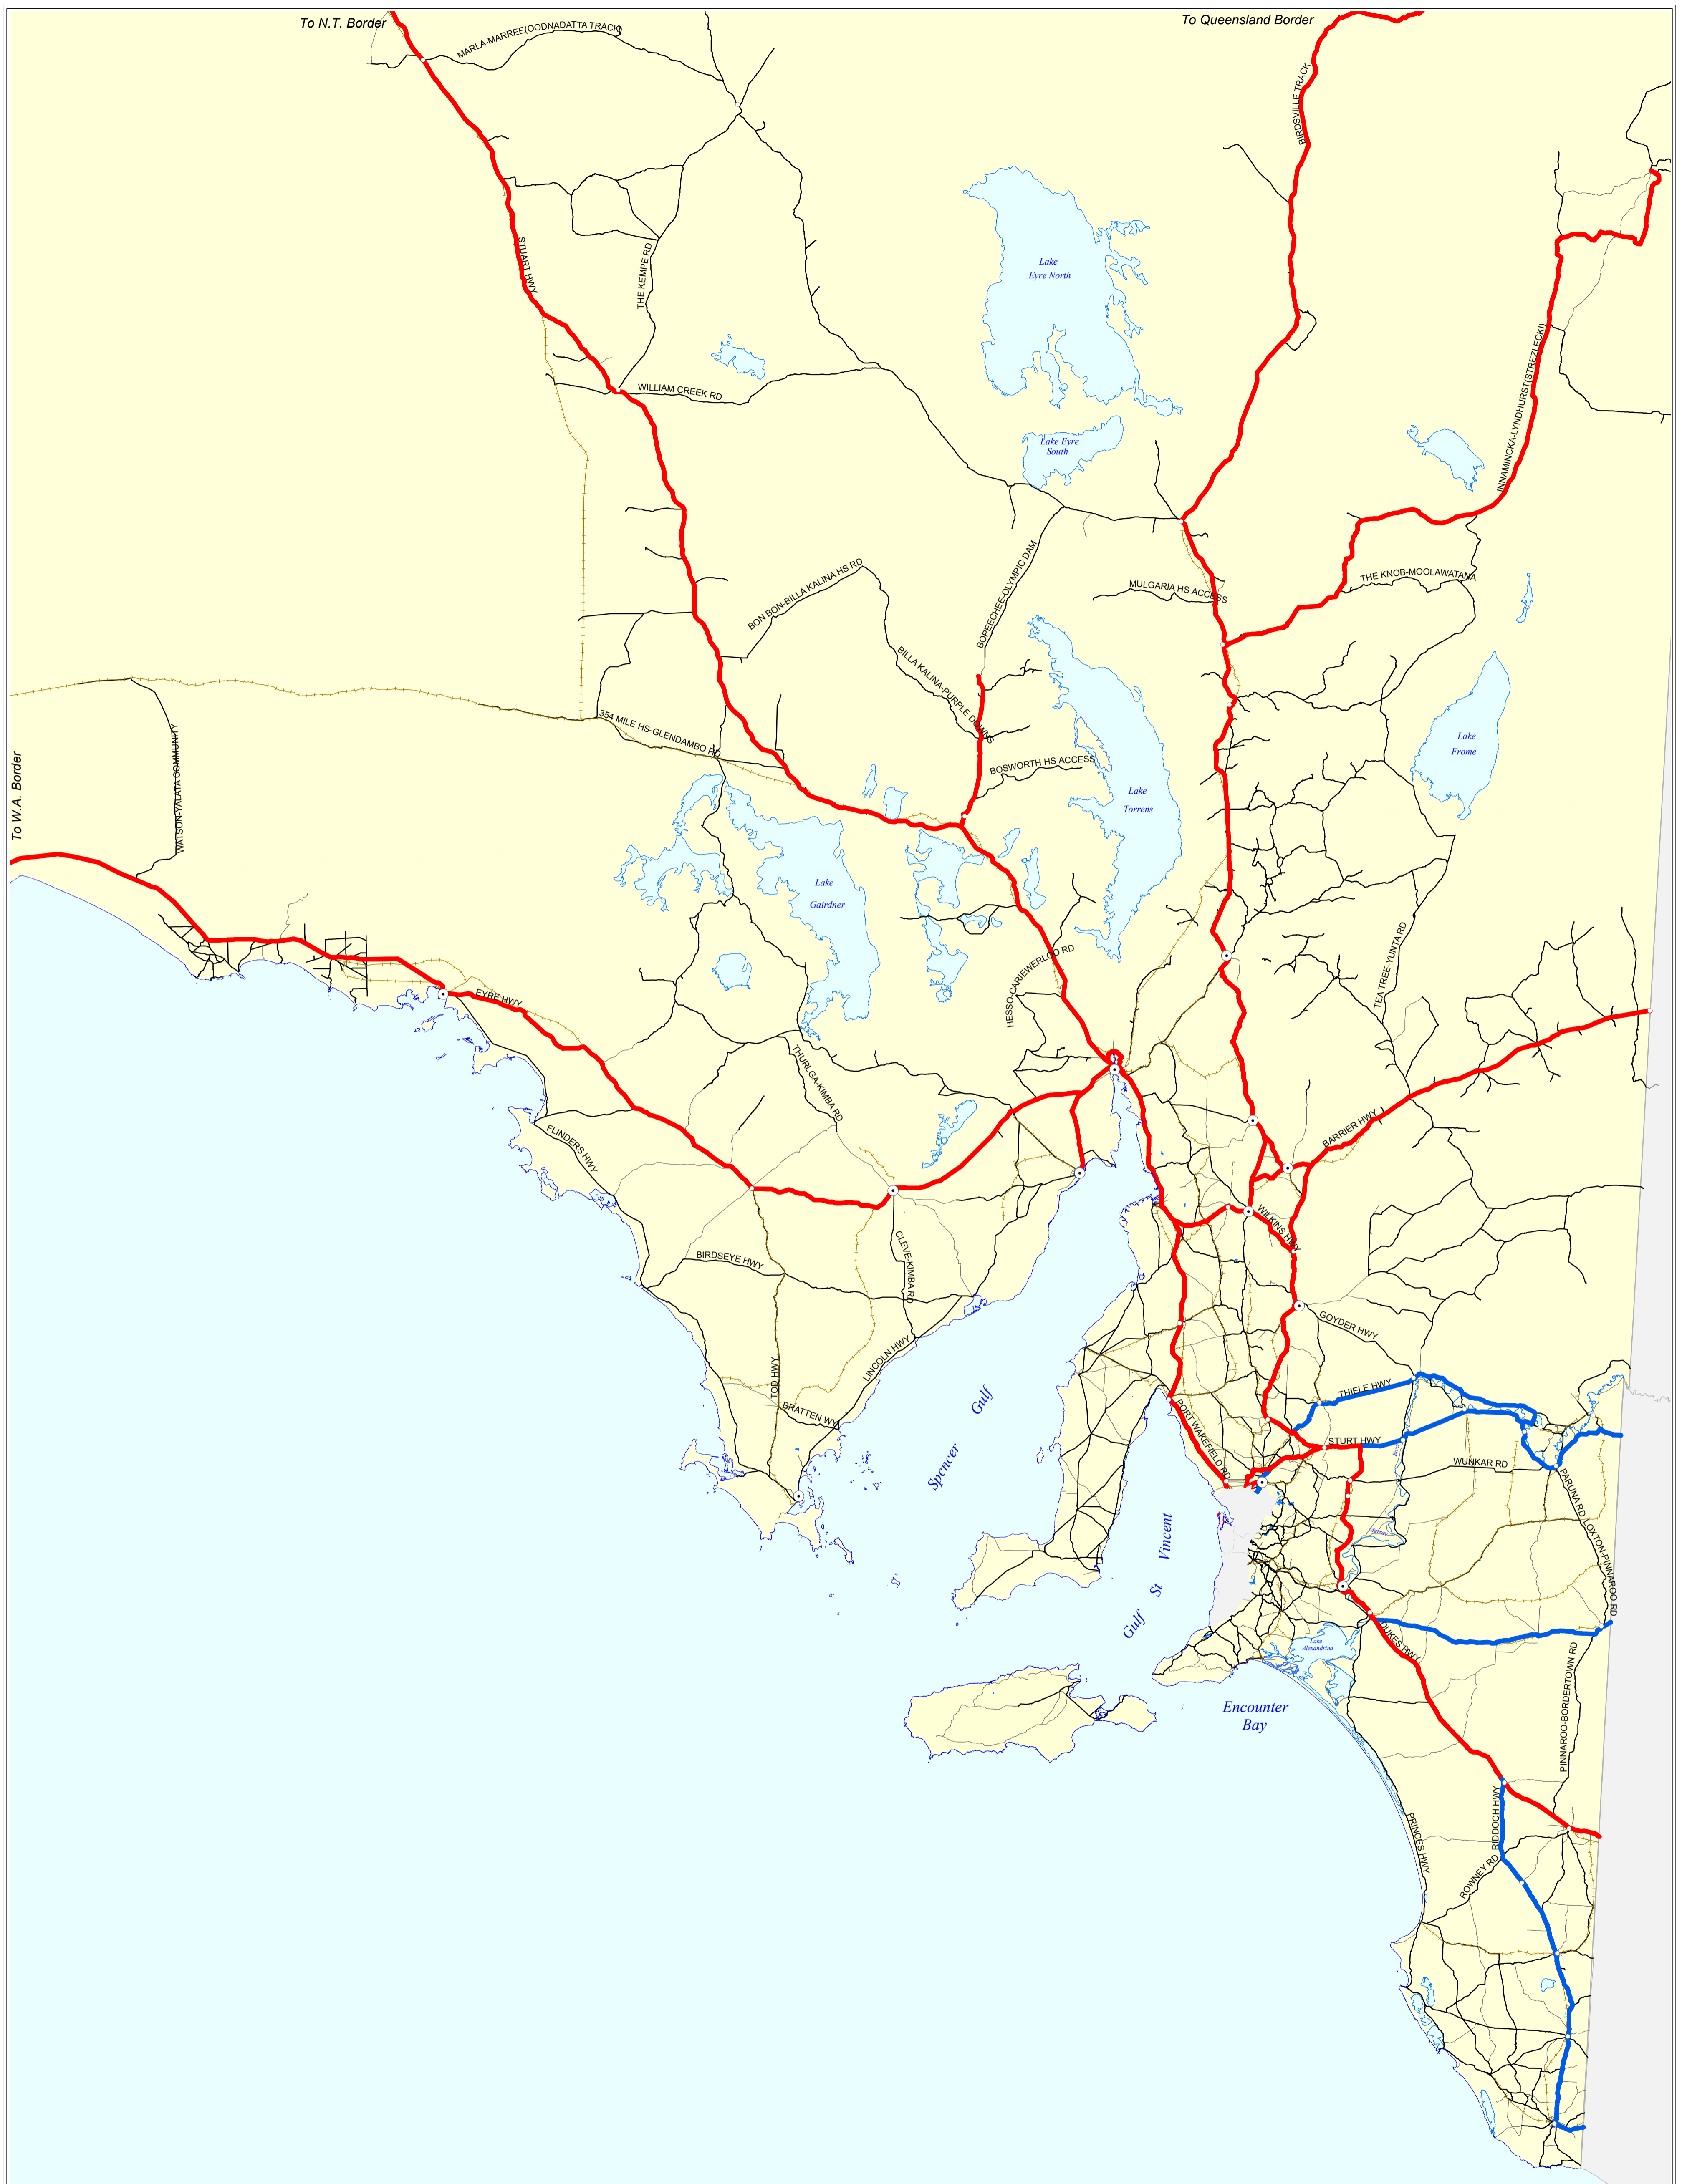 To N.T. Border
To Queensland Border
MARLA-MARREE(OODNADATTA TRACK)
BIRDSVILLE TRACK
STUART HWY
THE KEMPE RD
Lake
Eyre North
WILLIAM CREEK RD
INNAMINCKA-LYNDHURST(STREZLECKI)
Lake Eyre
South
BON BON-BILLA KALINA HS RD
BOPEECHEE-OLYMPIC DAM
MULGARIA HS ACCESS
THE KNOB-MOOLAWATANA
BILLA KALINA-PURPLE DOWNS
354 MILE HS-GLENDAMBO RD
WATSON-YALATA COMMUNITY
To W.A. Border
BOSWORTH HS ACCESS
Lake
Torrens
Lake
Frome
Lake
Gairdner
HESSO-CARIEWERLOO RD
TEA TREE-YUNTA RD
EYRE HWY
THURLGA-KIMBA RD
FLINDERS HWY
BARRIER HWY
WILKINS HWY
BIRDSEYE HWY
CLEVE-KIMBA RD
GOYDER HWY
LINCOLN HWY
TOD HWY
BRATTEN WY
THIELE HWY
PORT WAKEFIELD RD
STURT HWY
WUNKAR RD
River
Murray
PARUNA RD
LOXTON-PINNAROO RD
Spencer
Gulf
Gulf
St
Vincent
Lake
Alexandrina
DUKES HWY
PINNAROO-BORDERTOWN RD
Encounter
Bay
RIDDOCH HWY
PRINCES HWY
ROWNEY RD